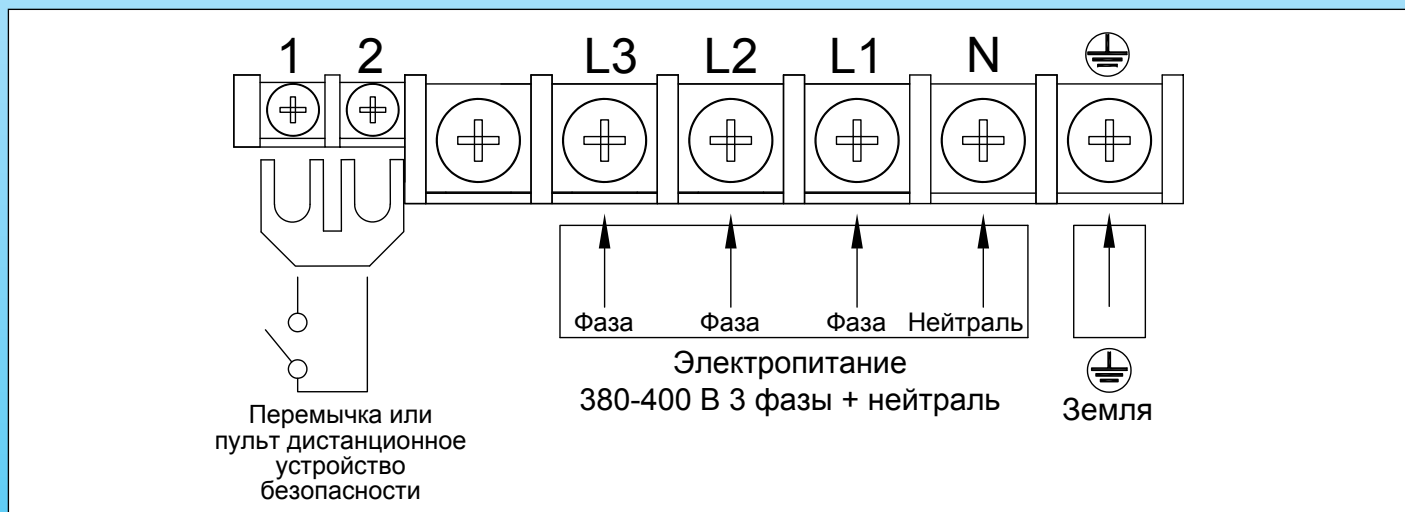 1 2 L3 L2 L1 N
Фаза Фаза Фаза Нейтраль
Электропитание
380-400 В 3 фазы + нейтраль
Земля
Перемычка или
пульт дистанционное
устройство
безопасности